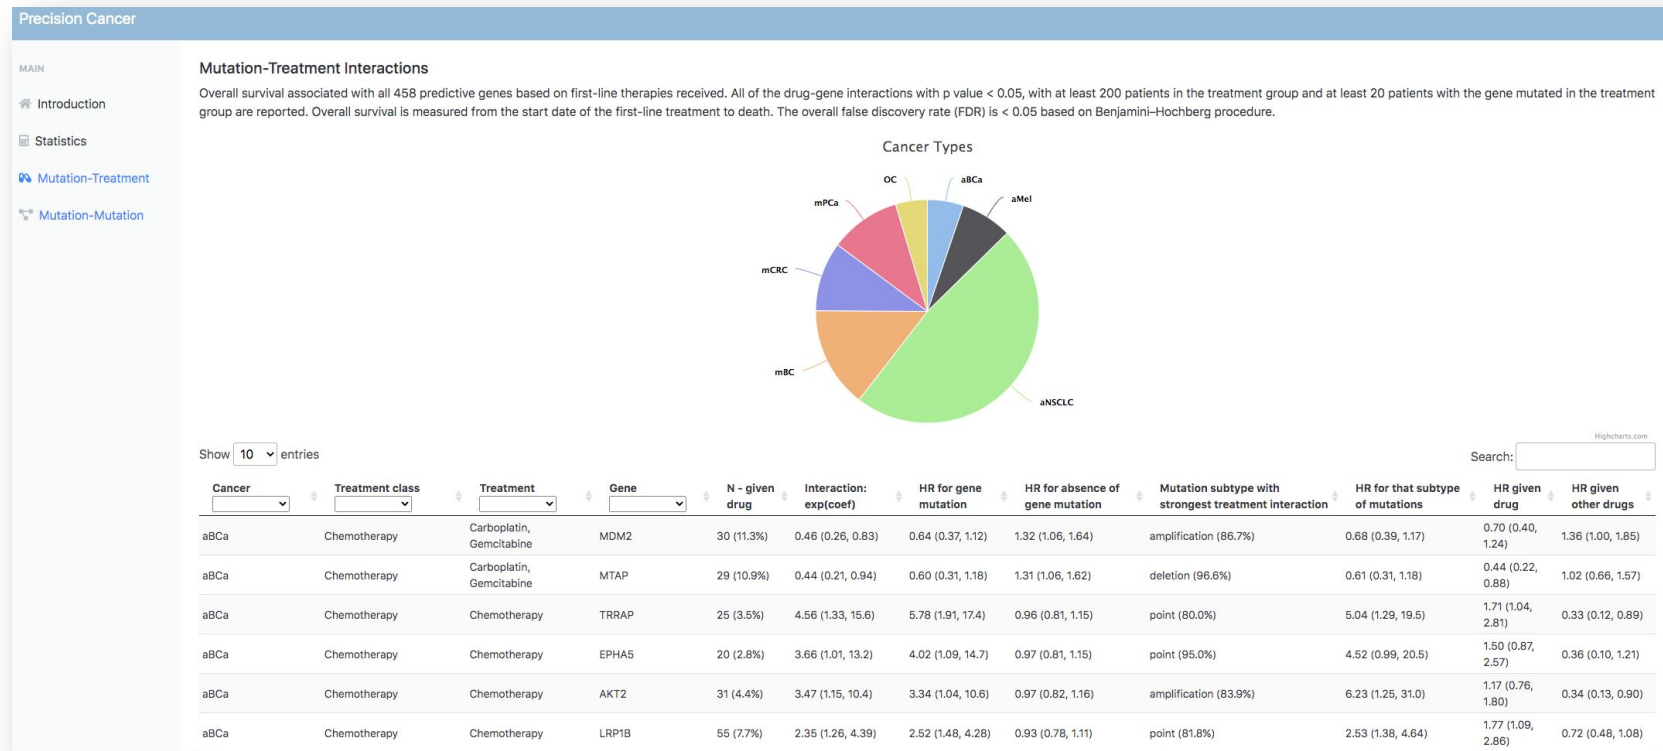 Precision Cancer
MAIN
Introduction
Statistics
Mutation-Treatment
Mutation-Mutation
Mutation-Treatment Interactions
Overall survival associated with all 458 predictive genes based on first-line therapies received. All of the drug-gene interactions with p value < 0.05, with at least 200 patients in the treatment group and at least 20 patients with the gene mutated in the treatment
group are reported. Overall survival is measured from the start date of the first-line treatment to death. The overall false discovery rate (FDR) is < 0.05 based on Benjamini–Hochberg procedure.
Cancer Types
OC
aBCa
aMel
mPCa
mCRC
mBC
aNSCLC
Highcharts.com
Show 10 entries
Search:
Cancer Treatment class Treatment Gene N - given drug Interaction: exp(coef) HR for gene mutation HR for absence of gene mutation Mutation subtype with strongest treatment interaction HR for that subtype of mutations HR given drug HR given other drugs
aBCa Chemotherapy Carboplatin, Gemcitabine MDM2 30 (11.3%) 0.46 (0.26, 0.83) 0.64 (0.37, 1.12) 1.32 (1.06, 1.64) amplification (86.7%) 0.68 (0.39, 1.17) 0.70 (0.40, 1.24) 1.36 (1.00, 1.85)
aBCa Chemotherapy Carboplatin, Gemcitabine MTAP 29 (10.9%) 0.44 (0.21, 0.94) 0.60 (0.31, 1.18) 1.31 (1.06, 1.62) deletion (96.6%) 0.61 (0.31, 1.18) 0.44 (0.22, 0.88) 1.02 (0.66, 1.57)
aBCa Chemotherapy Chemotherapy TRRAP 25 (3.5%) 4.56 (1.33, 15.6) 5.78 (1.91, 17.4) 0.96 (0.81, 1.15) point (80.0%) 5.04 (1.29, 19.5) 1.71 (1.04, 2.81) 0.33 (0.12, 0.89)
aBCa Chemotherapy Chemotherapy EPHA5 20 (2.8%) 3.66 (1.01, 13.2) 4.02 (1.09, 14.7) 0.97 (0.81, 1.15) point (95.0%) 4.52 (0.99, 20.5) 1.50 (0.87, 2.57) 0.36 (0.10, 1.21)
aBCa Chemotherapy Chemotherapy AKT2 31 (4.4%) 3.47 (1.15, 10.4) 3.34 (1.04, 10.6) 0.97 (0.82, 1.16) amplification (83.9%) 6.23 (1.25, 31.0) 1.17 (0.76, 1.80) 0.34 (0.13, 0.90)
aBCa Chemotherapy Chemotherapy LRP1B 55 (7.7%) 2.35 (1.26, 4.39) 2.52 (1.48, 4.28) 0.93 (0.78, 1.11) point (81.8%) 2.53 (1.38, 4.64) 1.77 (1.09, 2.86) 0.72 (0.48, 1.08)